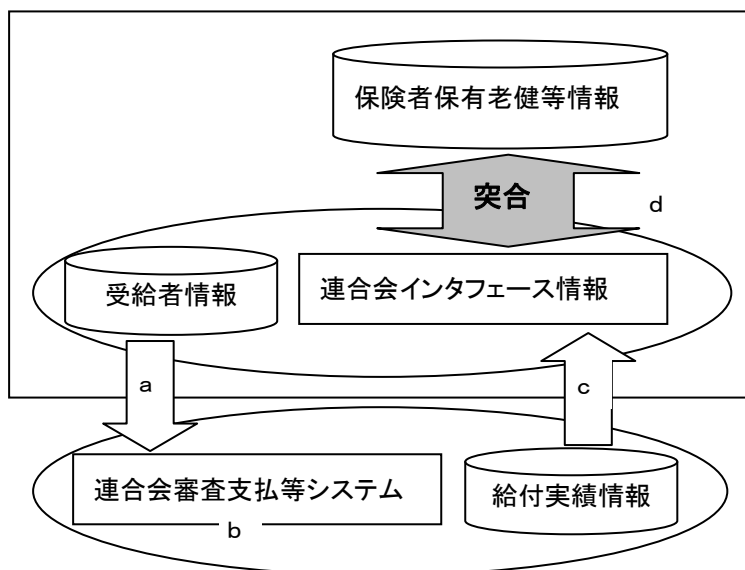 保険者保有老健等情報
突合
d
受給者情報
連合会インタフェース情報
a
c
連合会審査支払等システム
給付実績情報
b